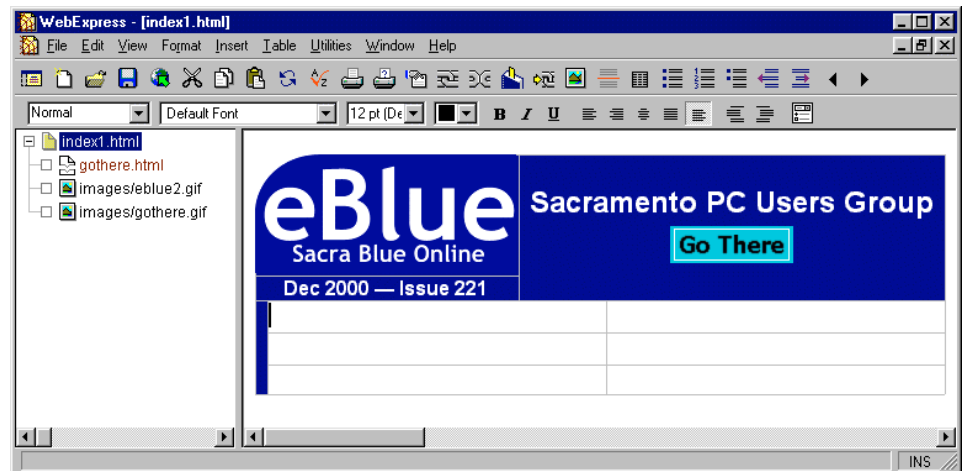 WebExpress - [index1.html]
File Edit View Format Insert Table Utilities Window Help
Normal Default Font 12 pt (De B I U
index1.html
gothere.html
images/eblue2.gif
images/gothere.gif
eBlue
Sacra Blue Online
Dec 2000 — Issue 221
Sacramento PC Users Group
Go There
INS